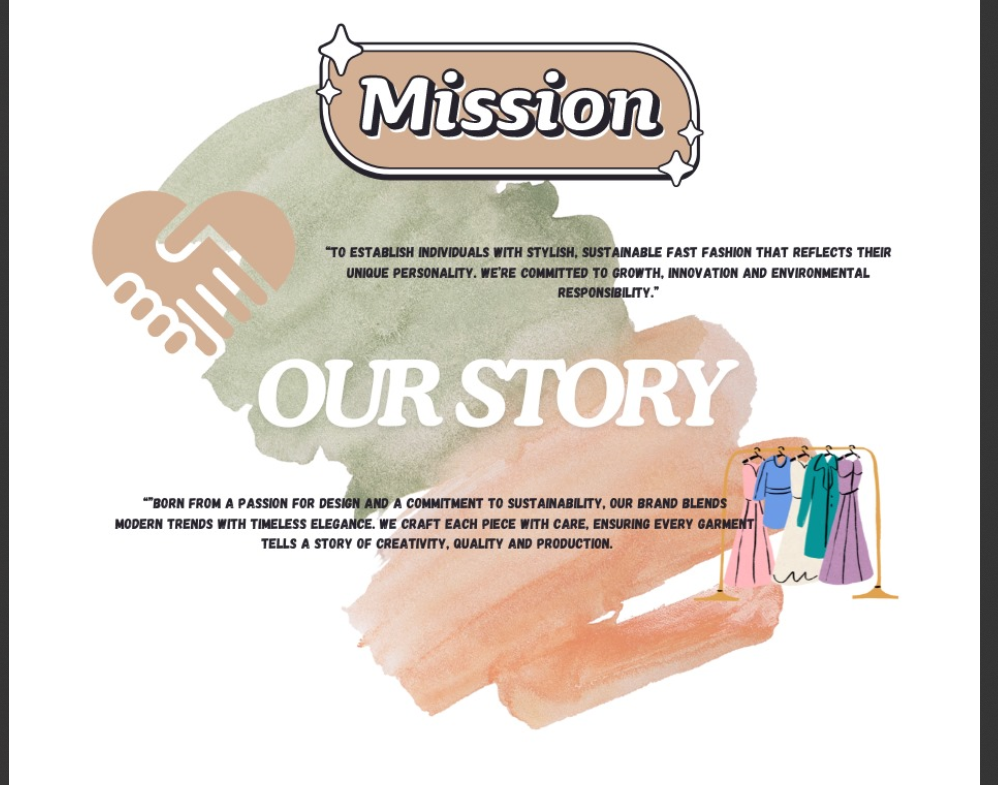 Mission
“TO ESTABLISH INDIVIDUALS WITH STYLISH, SUSTAINABLE FAST FASHION THAT REFLECTS THEIR
UNIQUE PERSONALITY. WE'RE COMMITTED TO GROWTH, INNOVATION AND ENVIRONMENTAL
RESPONSIBILITY.”
OUR STORY
“”BORN FROM A PASSION FOR DESIGN AND A COMMITMENT TO SUSTAINABILITY, OUR BRAND BLENDS
MODERN TRENDS WITH TIMELESS ELEGANCE. WE CRAFT EACH PIECE WITH CARE, ENSURING EVERY GARMENT
TELLS A STORY OF CREATIVITY, QUALITY AND PRODUCTION.